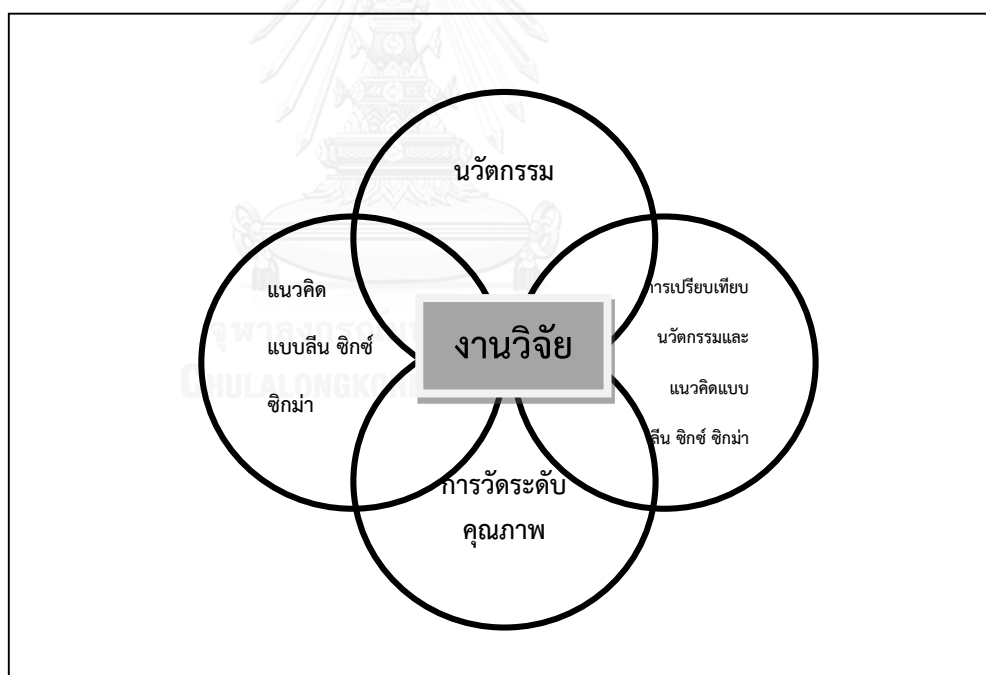 นวัตกรรม
แนวคิด
แบบลีน ซิกซ์
ซิกม่า
งานวิจัย
การเปรียบเทียบ
นวัตกรรมและ
แนวคิดแบบ
ลีน ซิกซ์ ซิกม่า
การวัดระดับ
คุณภาพ